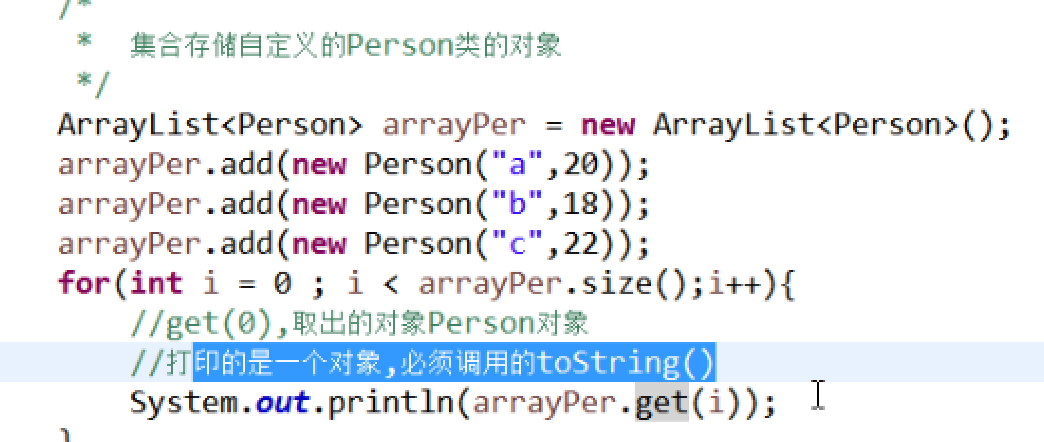 /*
 *  集合存储自定义的Person类的对象
 */
ArrayList<Person> arrayPer = new ArrayList<Person>();
arrayPer.add(new Person("a",20));
arrayPer.add(new Person("b",18));
arrayPer.add(new Person("c",22));
for(int i = 0 ; i < arrayPer.size();i++){
    //get(0),取出的对象Person对象
    //打印的是一个对象,必须调用的toString()
    System.out.println(arrayPer.get(i));
}